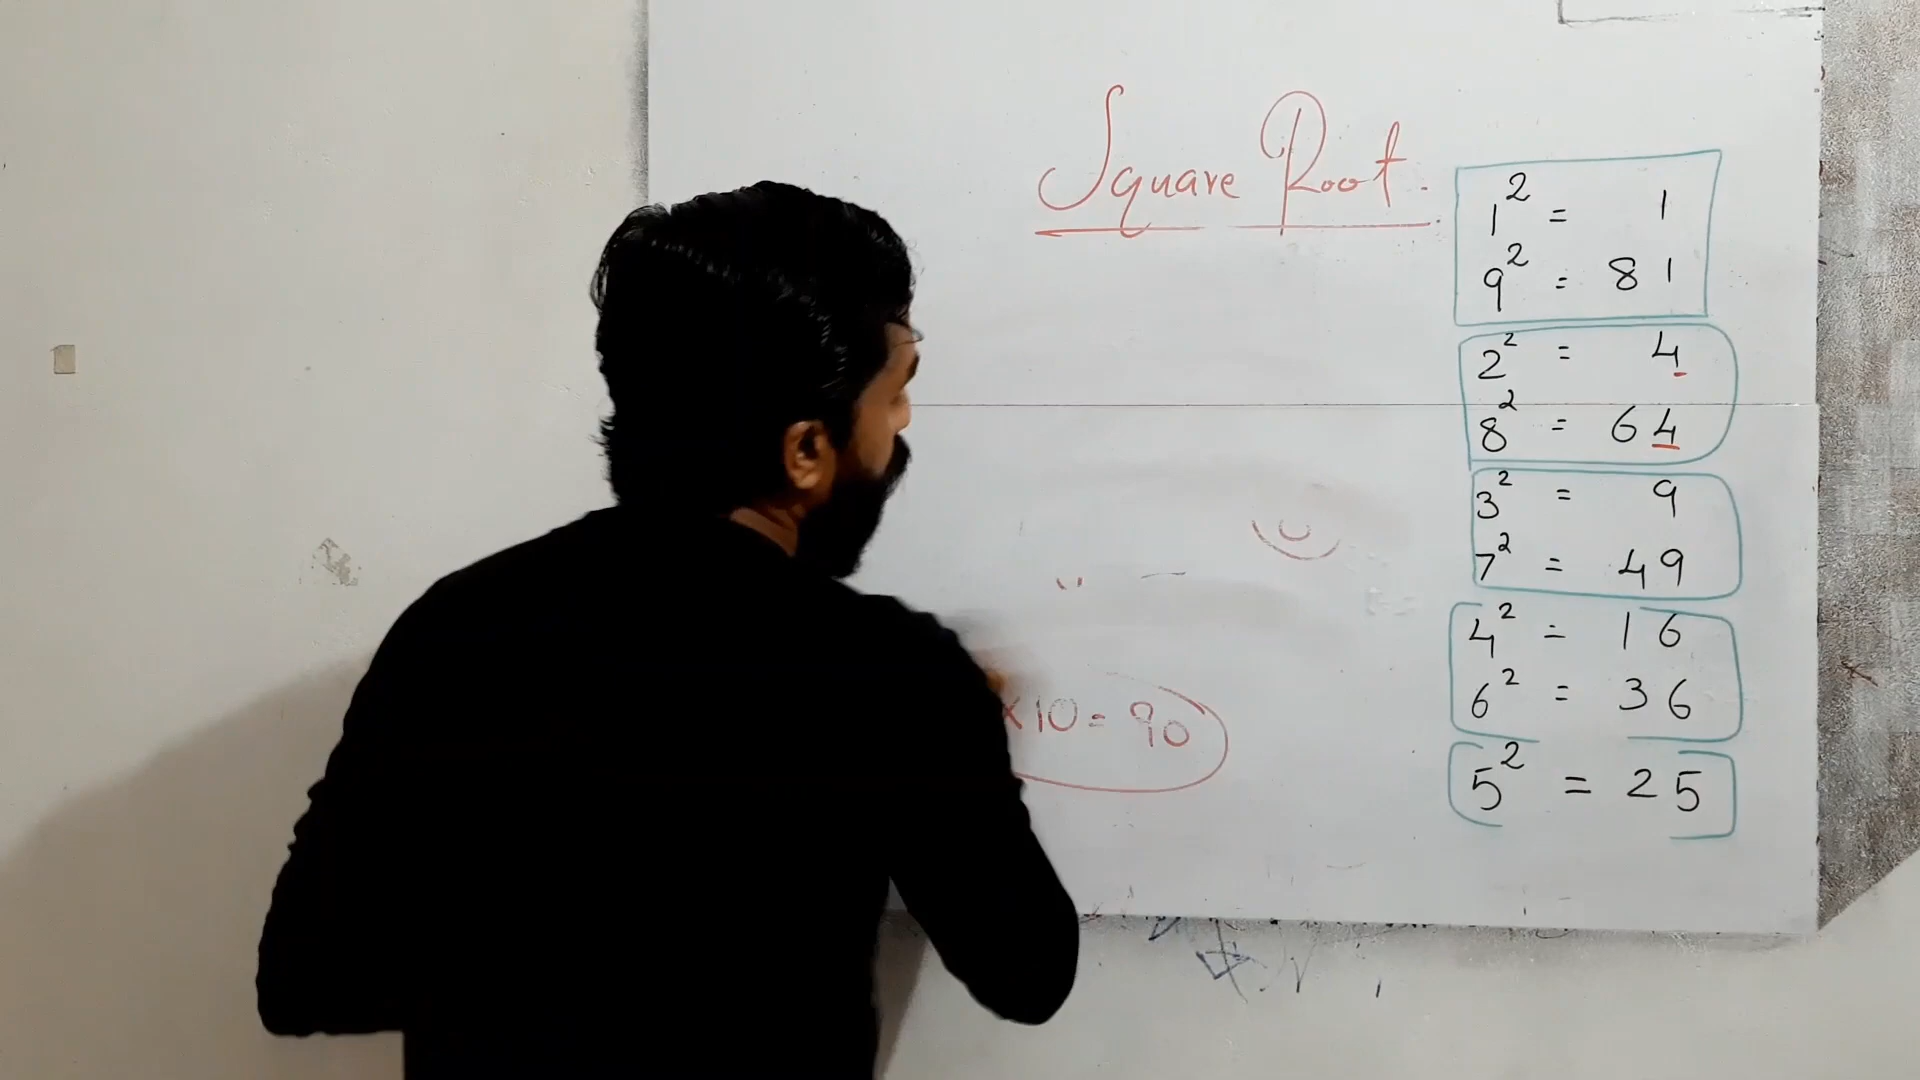 Square Root.
1² = 1
9² = 81
2² = 4
8² = 64
3² = 9
7² = 49
4² = 16
6² = 36
5² = 25
×10 = 90